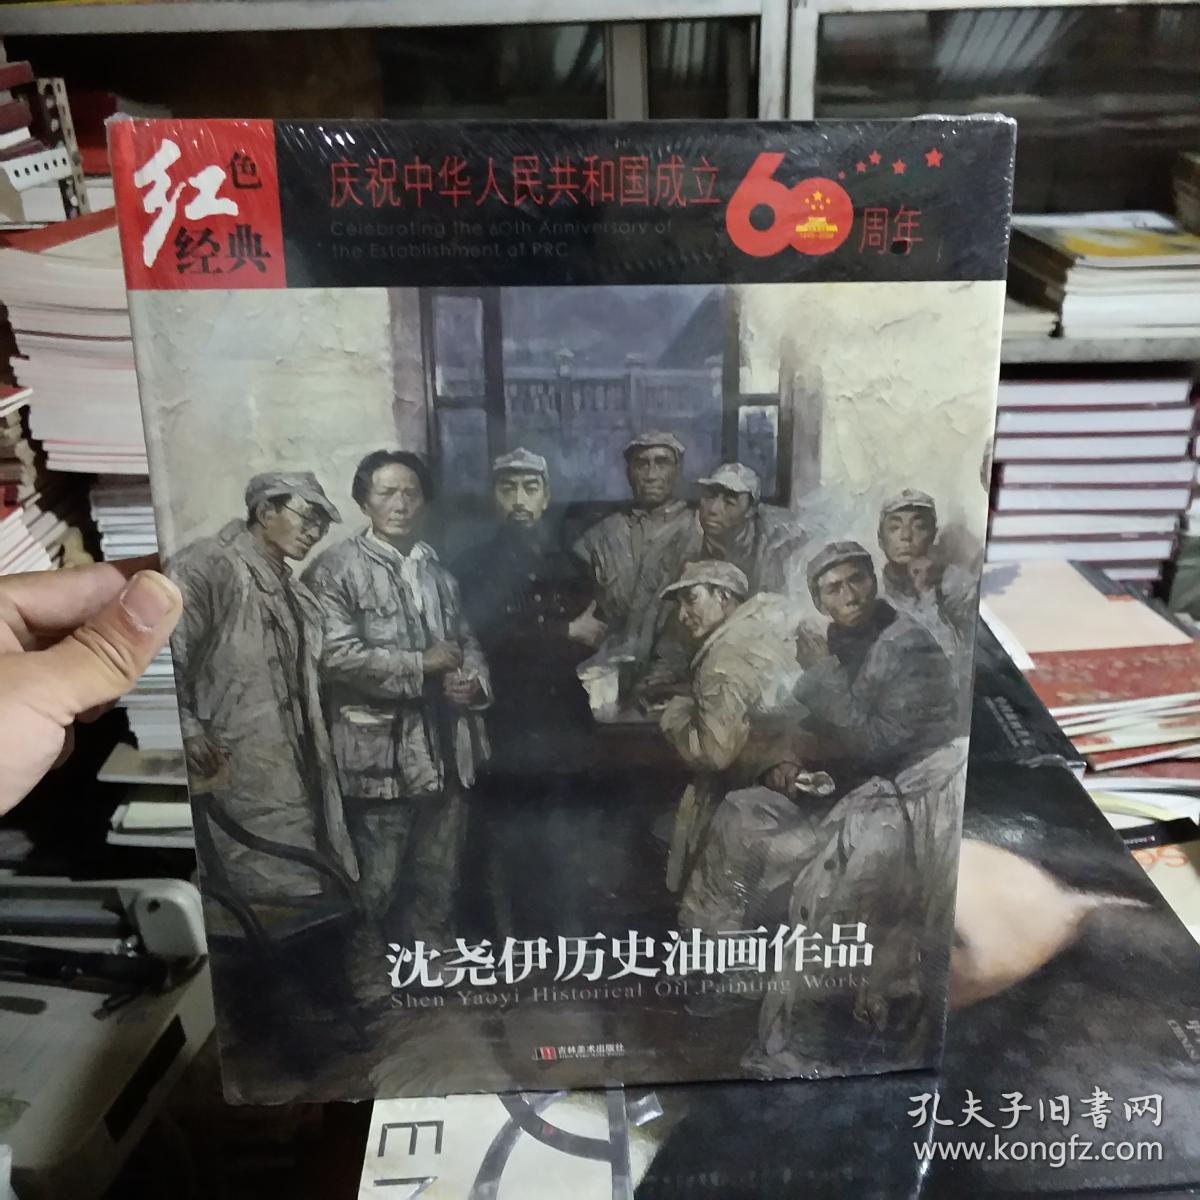 红色
经典
庆祝中华人民共和国成立60周年
Celebrating the 60th Anniversary of
the Establishment of PRC
沈尧伊历史油画作品
Shen Yaoyi Historical Oil Painting Works
吉林美术出版社
EN
孔夫子旧書网
www.kongfz.com